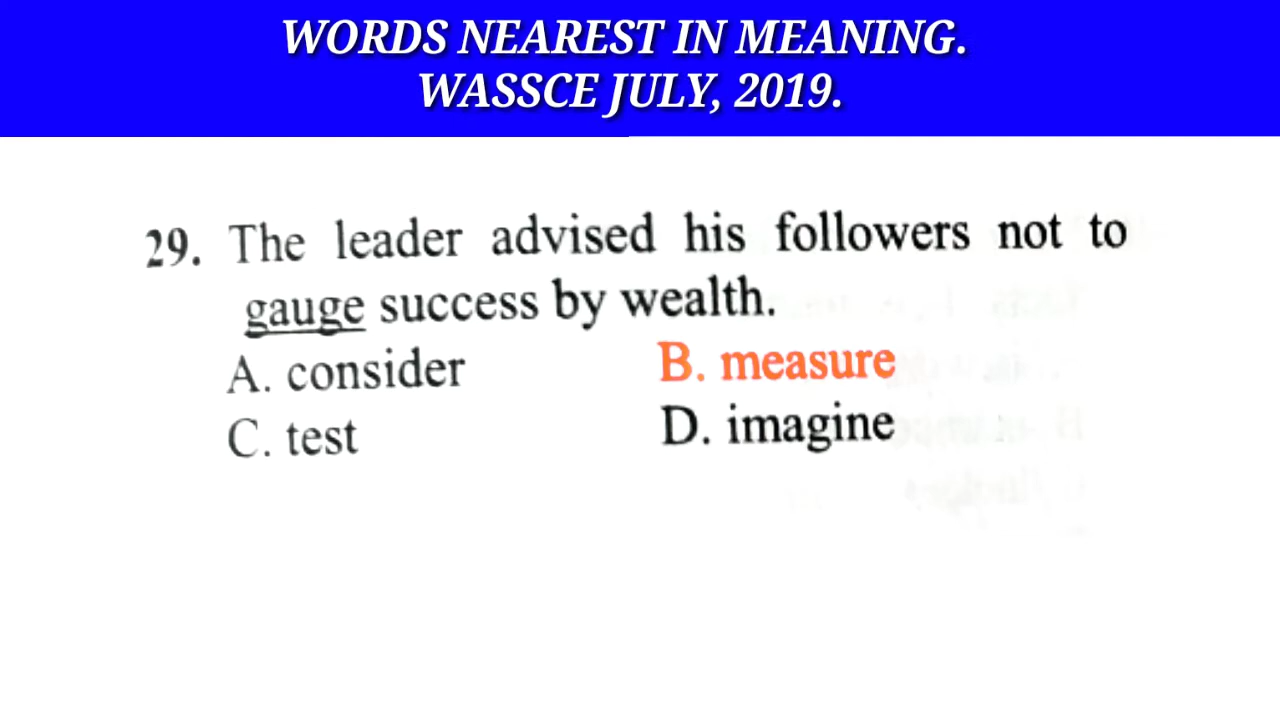 WORDS NEAREST IN MEANING.
WASSCE JULY, 2019.
29. The leader advised his followers not to
gauge success by wealth.
A. consider B. measure
C. test D. imagine